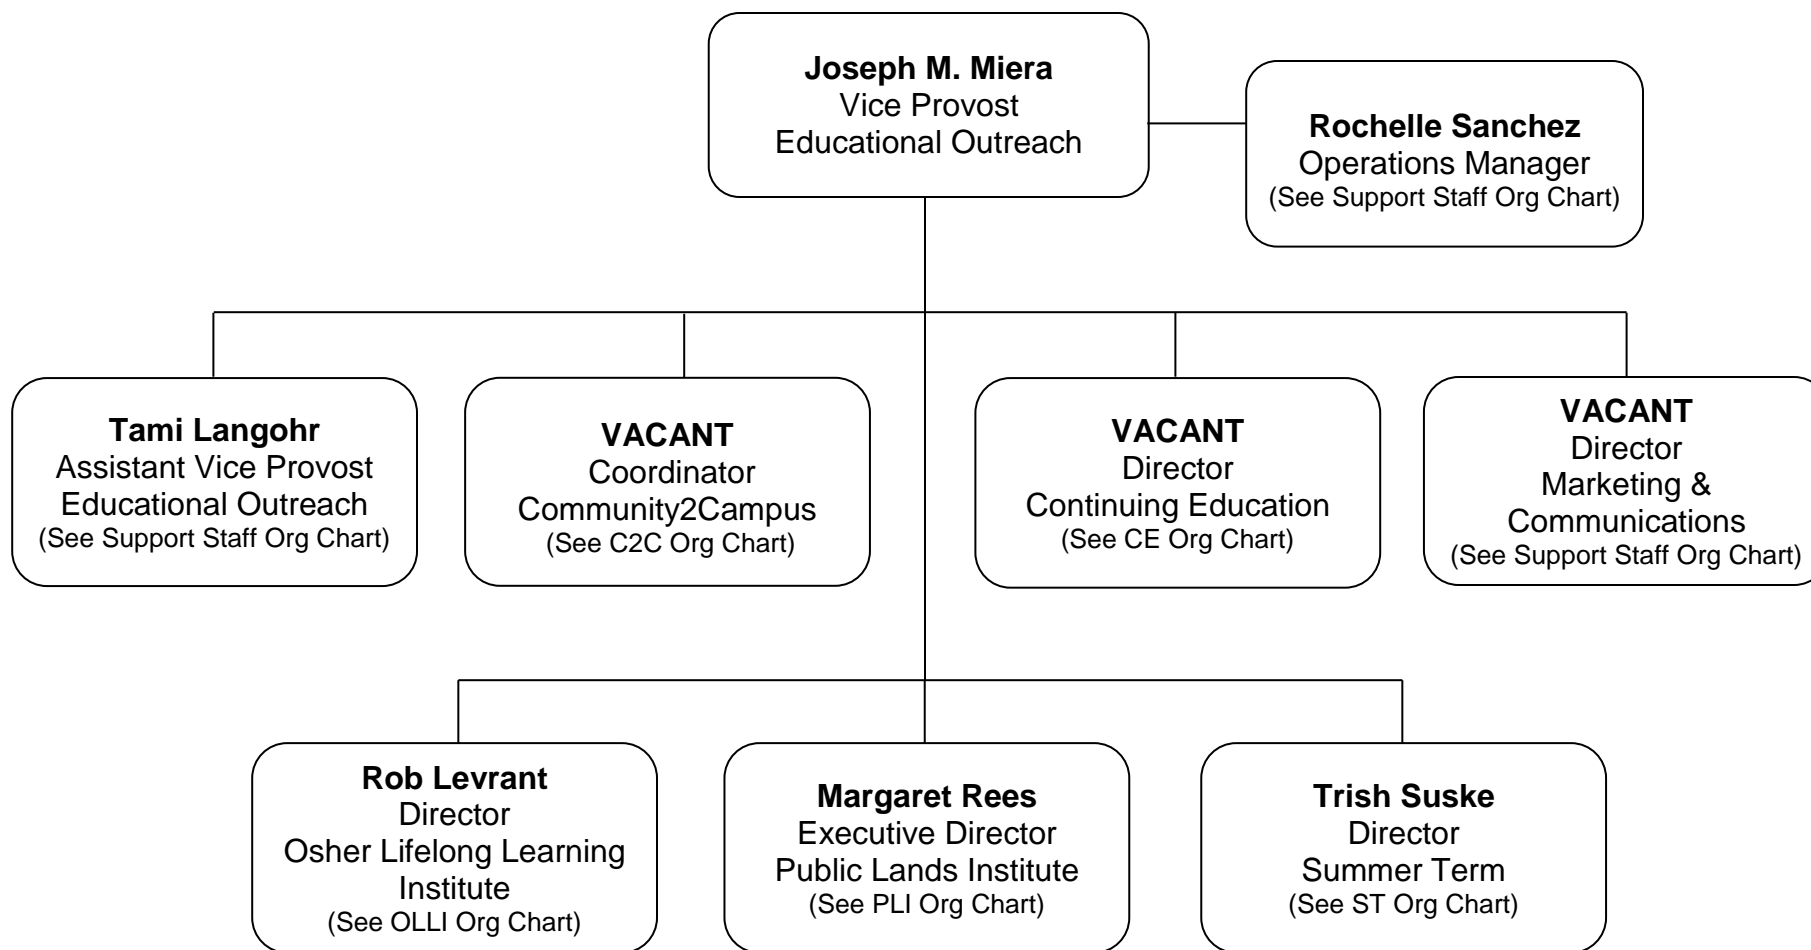 Joseph M. Miera
Vice Provost
Educational Outreach
Rochelle Sanchez
Operations Manager
(See Support Staff Org Chart)
Tami Langohr
Assistant Vice Provost
Educational Outreach
(See Support Staff Org Chart)
VACANT
Coordinator
Community2Campus
(See C2C Org Chart)
VACANT
Director
Continuing Education
(See CE Org Chart)
VACANT
Director
Marketing &
Communications
(See Support Staff Org Chart)
Rob Levrant
Director
Osher Lifelong Learning
Institute
(See OLLI Org Chart)
Margaret Rees
Executive Director
Public Lands Institute
(See PLI Org Chart)
Trish Suske
Director
Summer Term
(See ST Org Chart)